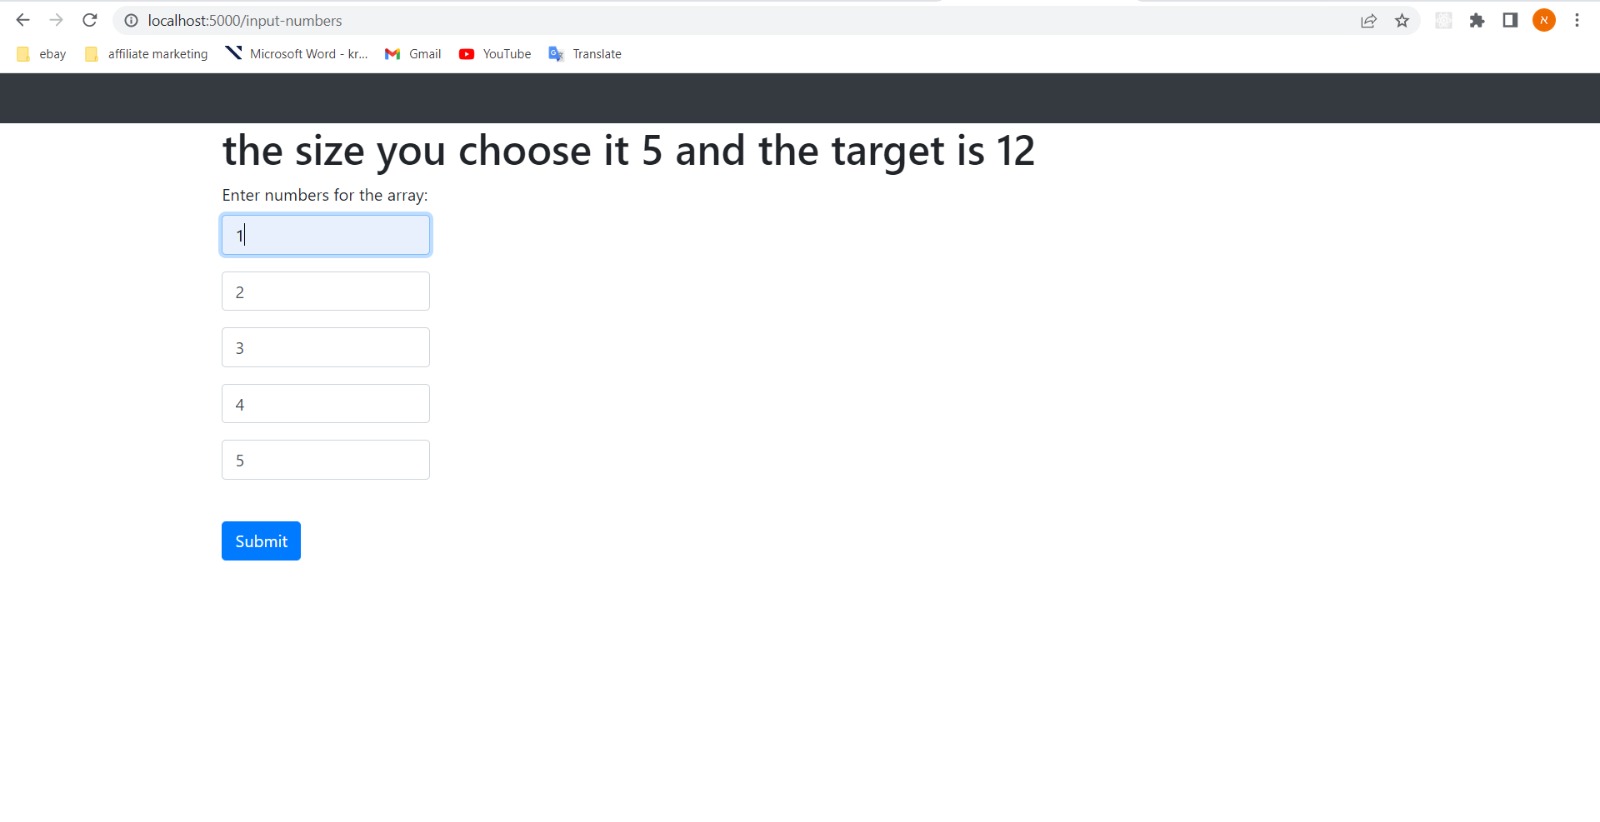 localhost:5000/input-numbers
א
ebay affiliate marketing Microsoft Word - kr... Gmail YouTube Translate
the size you choose it 5 and the target is 12
Enter numbers for the array:
1
2
3
4
5
Submit